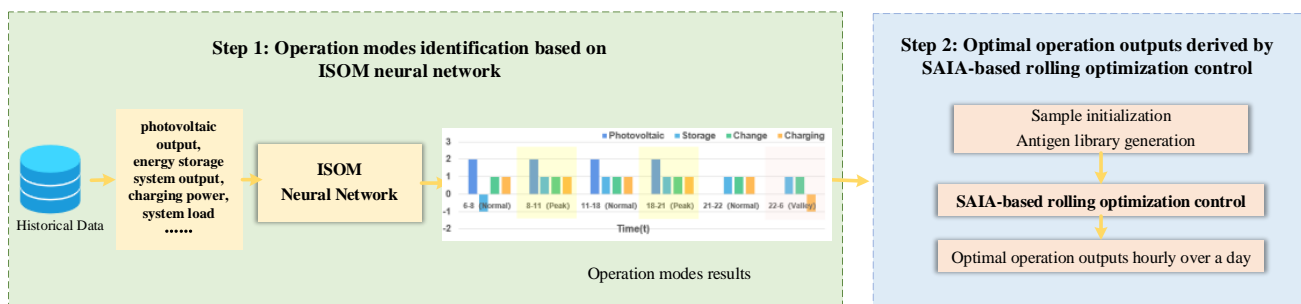 Step 1: Operation modes identification based on
ISOM neural network
photovoltaic
output,
energy storage
system output,
charging power,
system load
......
Historical Data
ISOM
Neural Network
Photovoltaic
Storage
Change
Charging
3
2
1
0
-1
-2
6-8 (Normal)
8-11 (Peak)
11-18 (Normal)
18-21 (Peak)
21-22 (Normal)
22-6 (Valley)
Time(t)
Operation modes results
Step 2: Optimal operation outputs derived by
SAIA-based rolling optimization control
Sample initialization
Antigen library generation
SAIA-based rolling optimization control
Optimal operation outputs hourly over a day